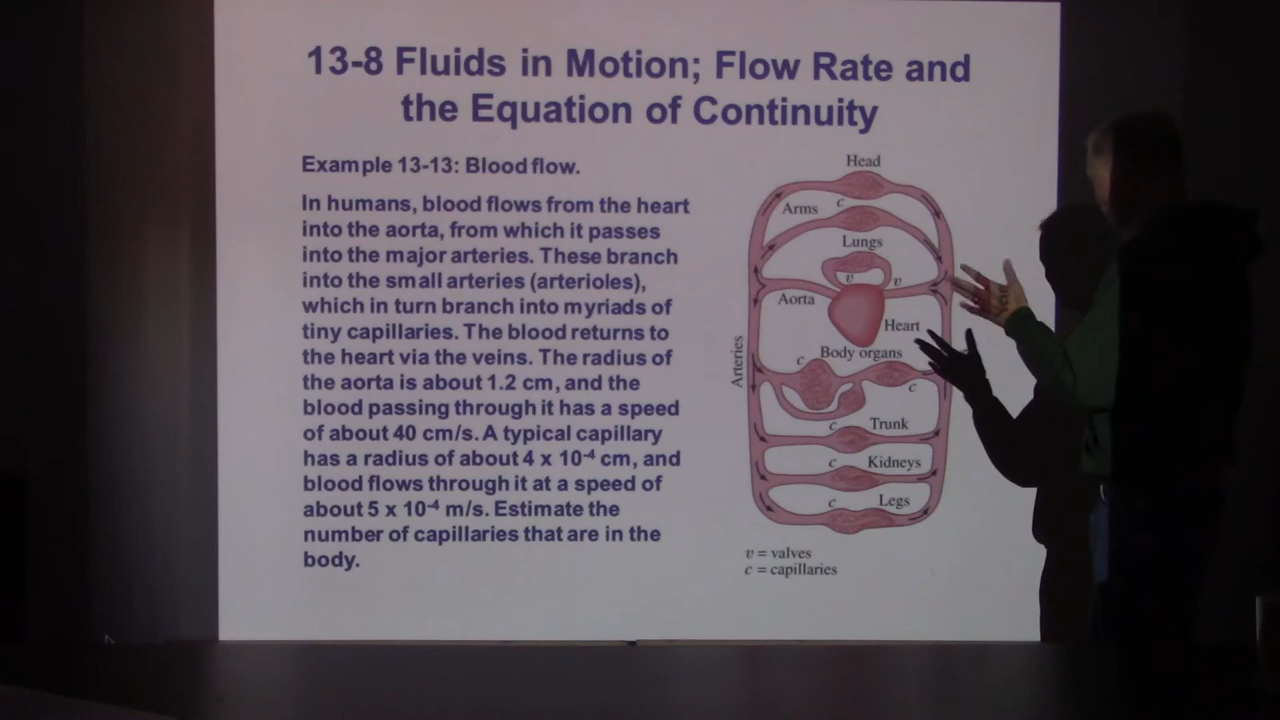 13-8 Fluids in Motion; Flow Rate and
the Equation of Continuity
Example 13-13: Blood flow.
In humans, blood flows from the heart
into the aorta, from which it passes
into the major arteries. These branch
into the small arteries (arterioles),
which in turn branch into myriads of
tiny capillaries. The blood returns to
the heart via the veins. The radius of
the aorta is about 1.2 cm, and the
blood passing through it has a speed
of about 40 cm/s. A typical capillary
has a radius of about 4 x 10⁻⁴ cm, and
blood flows through it at a speed of
about 5 x 10⁻⁴ m/s. Estimate the
number of capillaries that are in the
body.
Head
c
Arms
Lungs
v
v
Aorta
Heart
Arteries
Body organs
c
c
Trunk
c
Kidneys
c
Legs
c
v = valves
c = capillaries